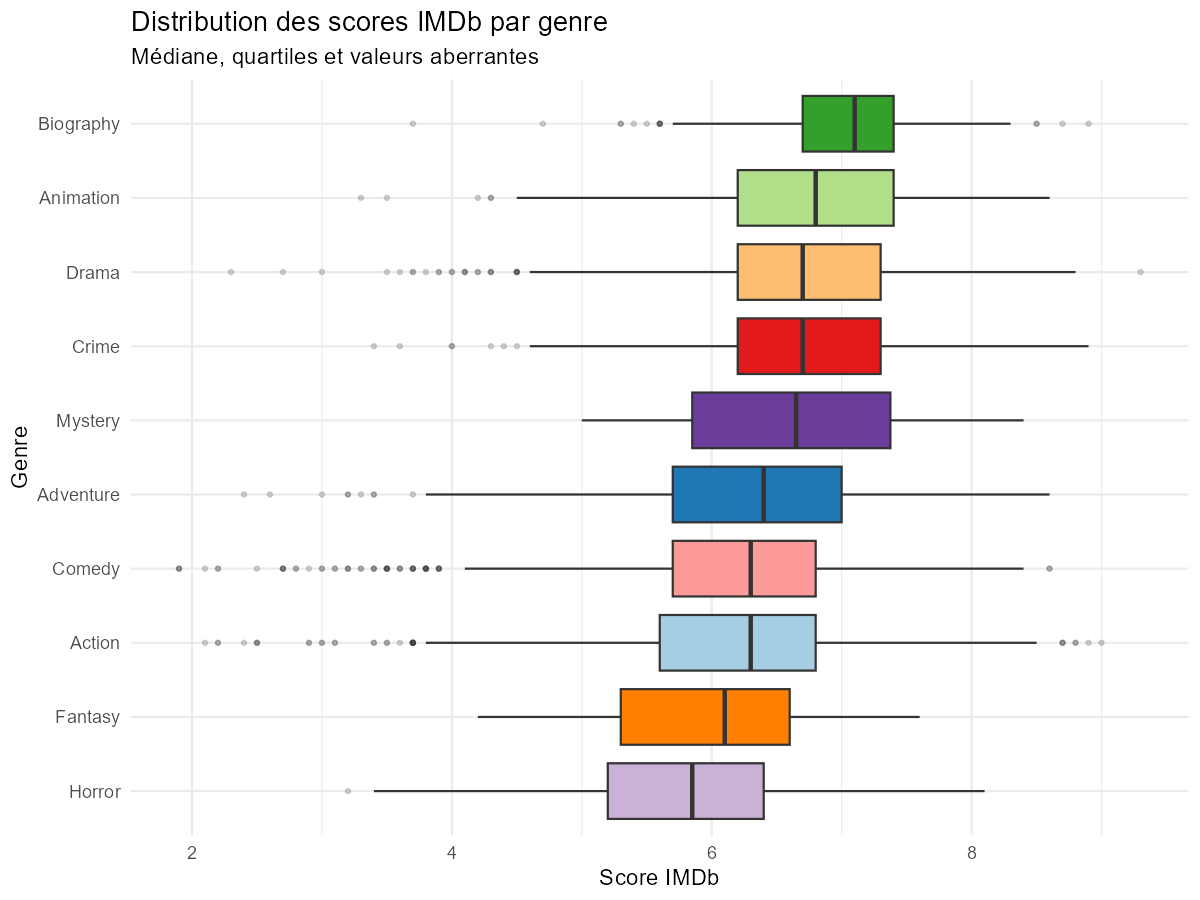 Distribution des scores IMDb par genre
Médiane, quartiles et valeurs aberrantes
Genre
Biography
Animation
Drama
Crime
Mystery
Adventure
Comedy
Action
Fantasy
Horror
2 4 6 8
Score IMDb